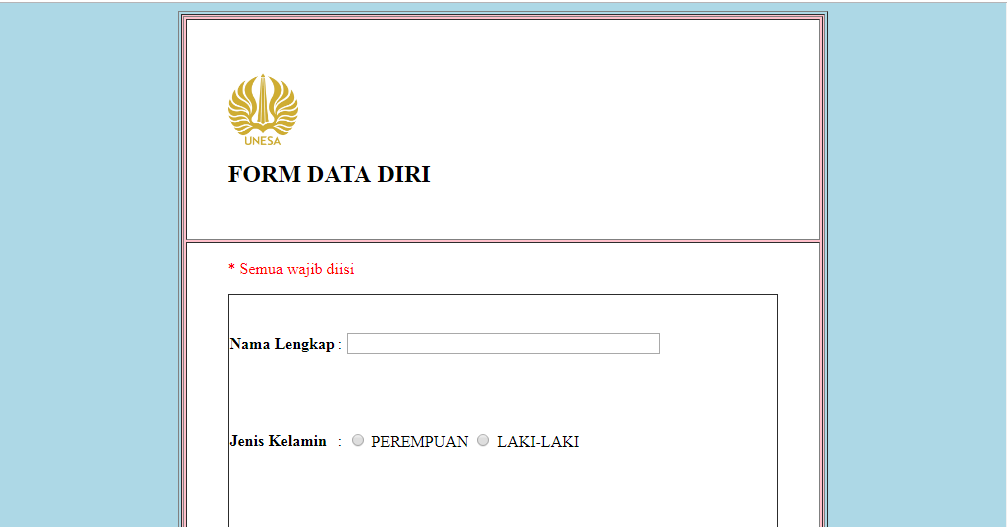 UNESA
FORM DATA DIRI
* Semua wajib diisi
Nama Lengkap :
Jenis Kelamin : PEREMPUAN LAKI-LAKI